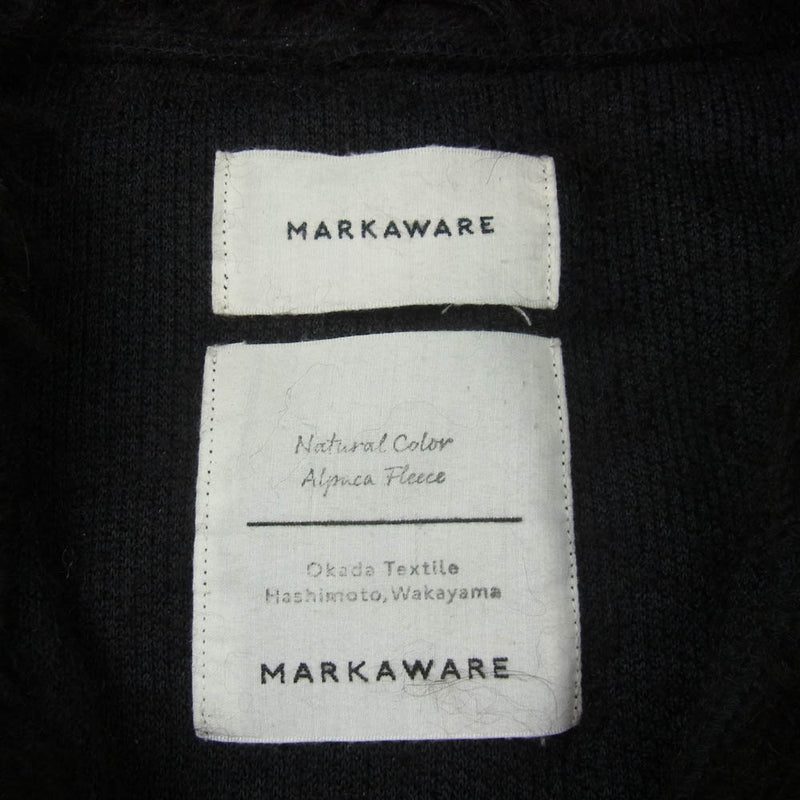 MARKAWARE
Natural Color
Alpaca Fleece
Okada Textile
Hashimoto, Wakayama
MARKAWARE